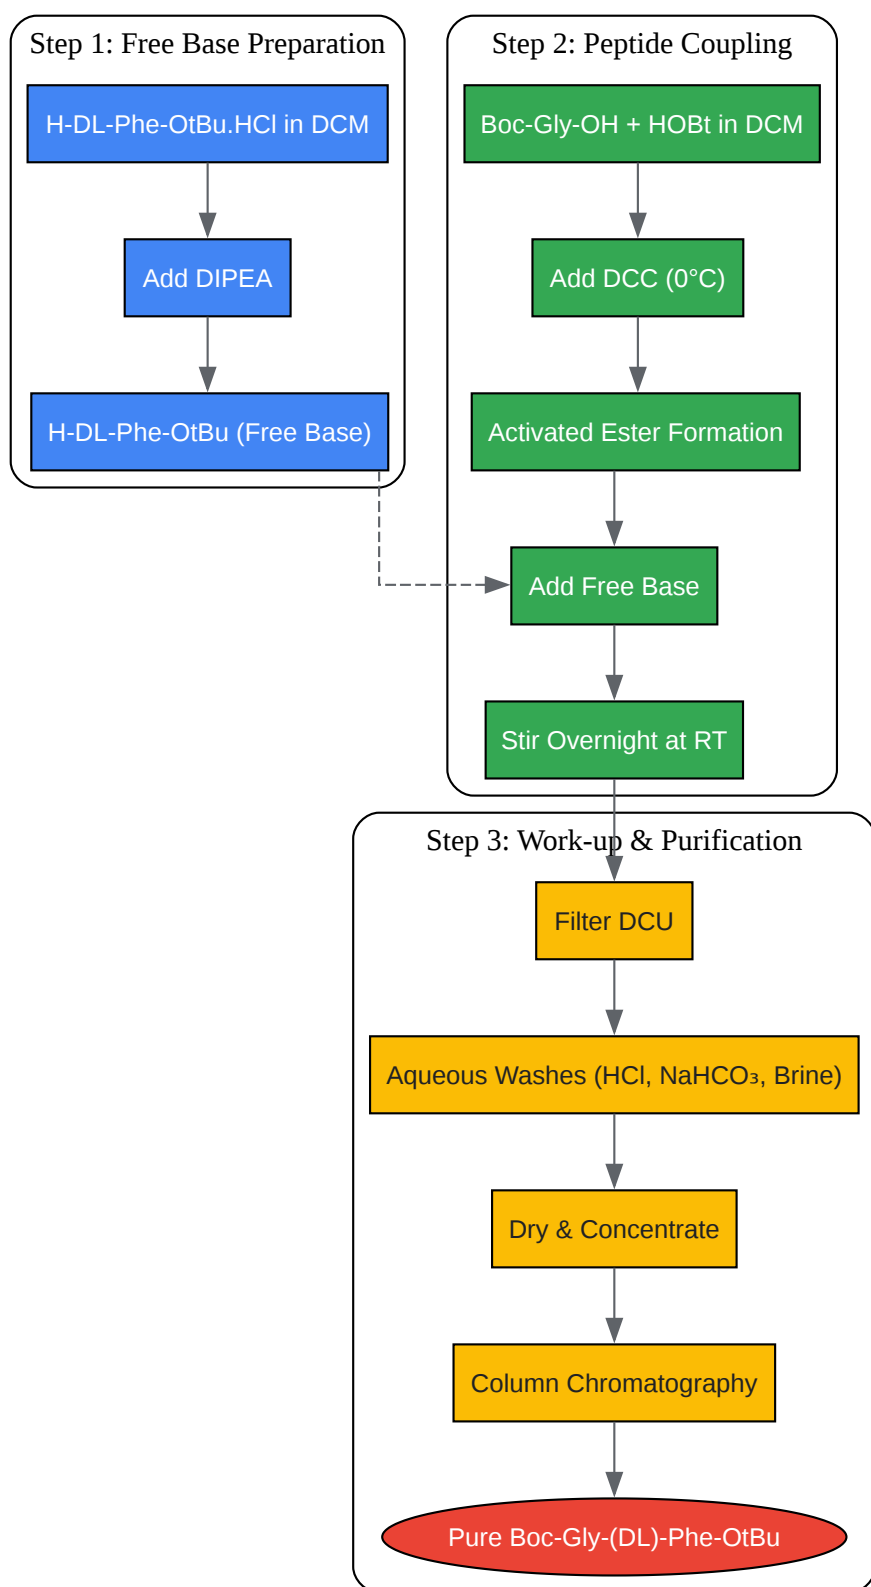 Step 1: Free Base Preparation
H-DL-Phe-OtBu.HCl in DCM
Add DIPEA
H-DL-Phe-OtBu (Free Base)
Step 2: Peptide Coupling
Boc-Gly-OH + HOBt in DCM
Add DCC (0°C)
Activated Ester Formation
Add Free Base
Stir Overnight at RT
Step 3: Work-up & Purification
Filter DCU
Aqueous Washes (HCl, NaHCO₃, Brine)
Dry & Concentrate
Column Chromatography
Pure Boc-Gly-(DL)-Phe-OtBu